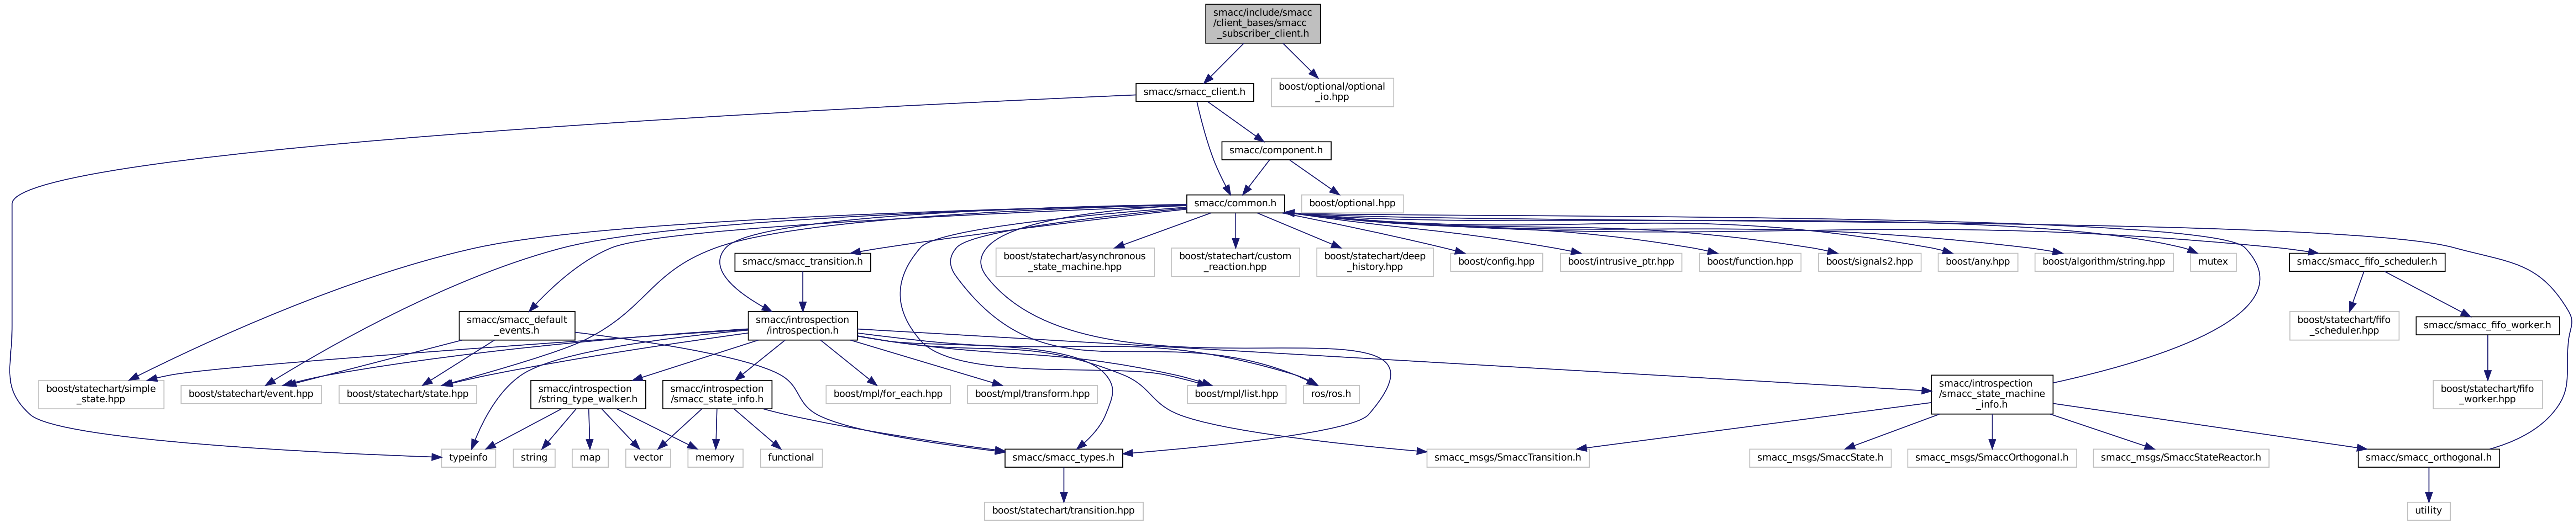 smacc/include/smacc
/client_bases/smacc
_subscriber_client.h
smacc/smacc_client.h
boost/optional/optional
_io.hpp
smacc/component.h
smacc/common.h
boost/optional.hpp
smacc/smacc_transition.h
boost/statechart/asynchronous
_state_machine.hpp
boost/statechart/custom
_reaction.hpp
boost/statechart/deep
_history.hpp
boost/config.hpp
boost/intrusive_ptr.hpp
boost/function.hpp
boost/signals2.hpp
boost/any.hpp
boost/algorithm/string.hpp
mutex
smacc/smacc_fifo_scheduler.h
smacc/smacc_default
_events.h
smacc/introspection
/introspection.h
boost/statechart/fifo
_scheduler.hpp
smacc/smacc_fifo_worker.h
boost/statechart/simple
_state.hpp
boost/statechart/event.hpp
boost/statechart/state.hpp
smacc/introspection
/string_type_walker.h
smacc/introspection
/smacc_state_info.h
boost/mpl/for_each.hpp
boost/mpl/transform.hpp
boost/mpl/list.hpp
ros/ros.h
smacc/introspection
/smacc_state_machine
_info.h
boost/statechart/fifo
_worker.hpp
typeinfo
string
map
vector
memory
functional
smacc/smacc_types.h
smacc_msgs/SmaccTransition.h
smacc_msgs/SmaccState.h
smacc_msgs/SmaccOrthogonal.h
smacc_msgs/SmaccStateReactor.h
smacc/smacc_orthogonal.h
boost/statechart/transition.hpp
utility